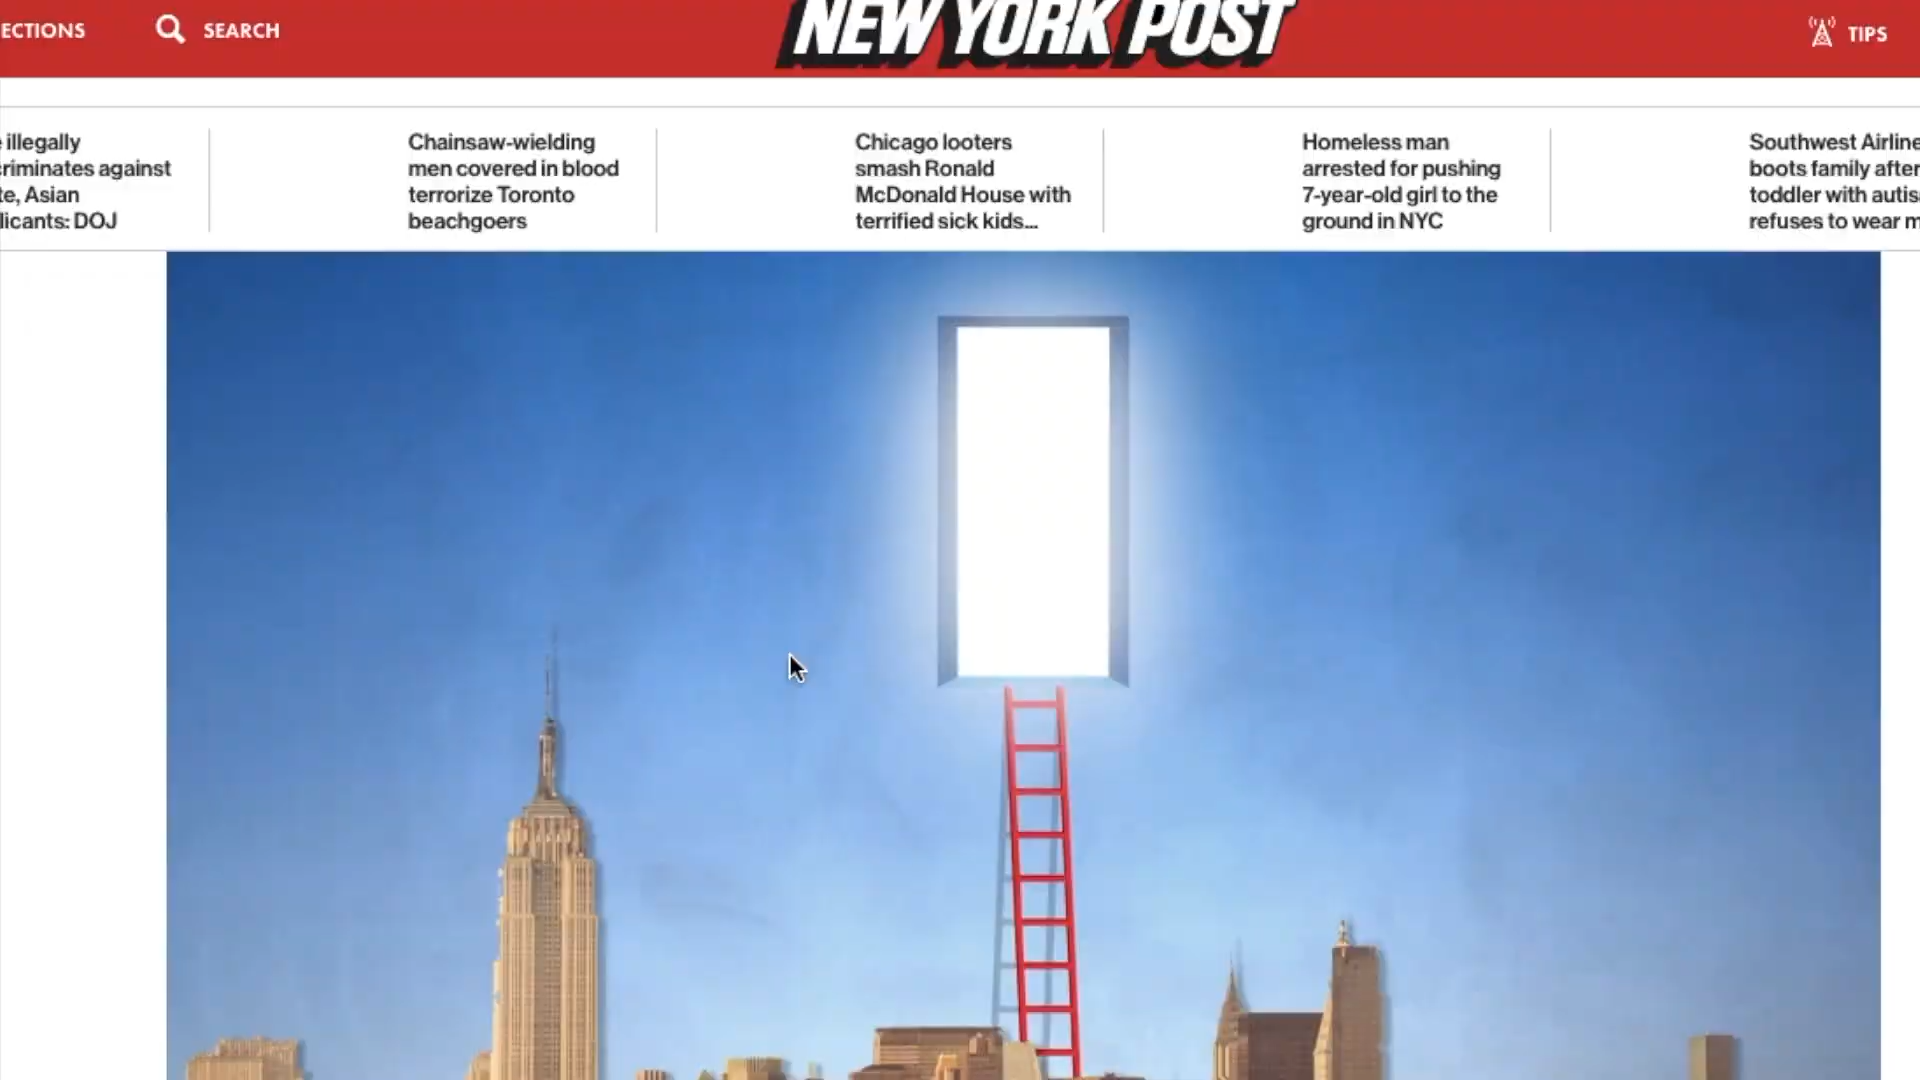 ECTIONS
SEARCH
NEW YORK POST
TIPS
illegally
criminates against
te, Asian
licants: DOJ
Chainsaw-wielding
men covered in blood
terrorize Toronto
beachgoers
Chicago looters
smash Ronald
McDonald House with
terrified sick kids...
Homeless man
arrested for pushing
7-year-old girl to the
ground in NYC
Southwest Airline
boots family after
toddler with autis
refuses to wear m